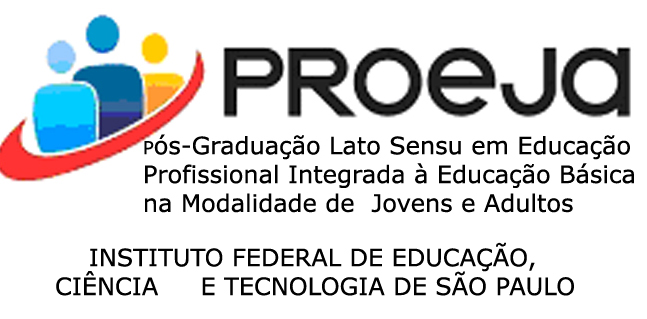 PROEJA
Pós-Graduação Lato Sensu em Educação
Profissional Integrada à Educação Básica
na Modalidade de Jovens e Adultos
INSTITUTO FEDERAL DE EDUCAÇÃO,
CIÊNCIA E TECNOLOGIA DE SÃO PAULO